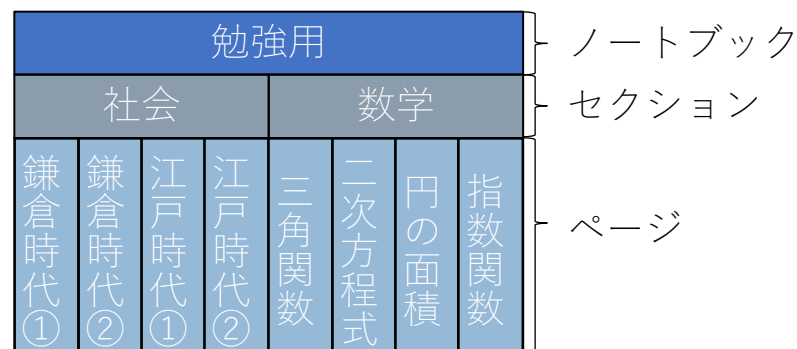 勉強用
ノートブック
社会
数学
セクション
鎌倉時代①
鎌倉時代②
江戸時代①
江戸時代②
三角関数
二次方程式
円の面積
指数関数
ページ